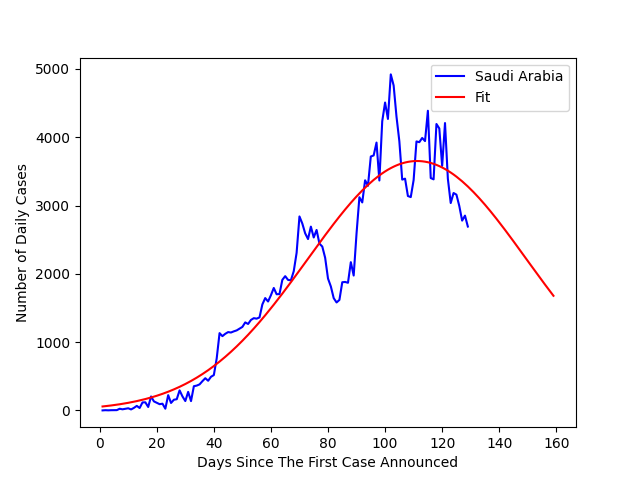 Saudi Arabia
Fit
5000
4000
3000
2000
1000
0
Number of Daily Cases
0 20 40 60 80 100 120 140 160
Days Since The First Case Announced